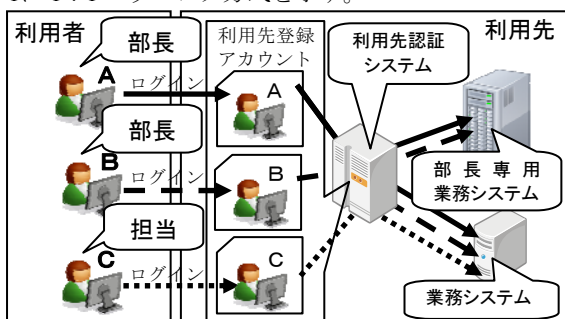 利用者
利用先登録
アカウント
利用先
部長
利用先認証
システム
A
ログイン
A
部長
B
ログイン
B
部長専用
業務システム
担当
C
ログイン
C
業務システム